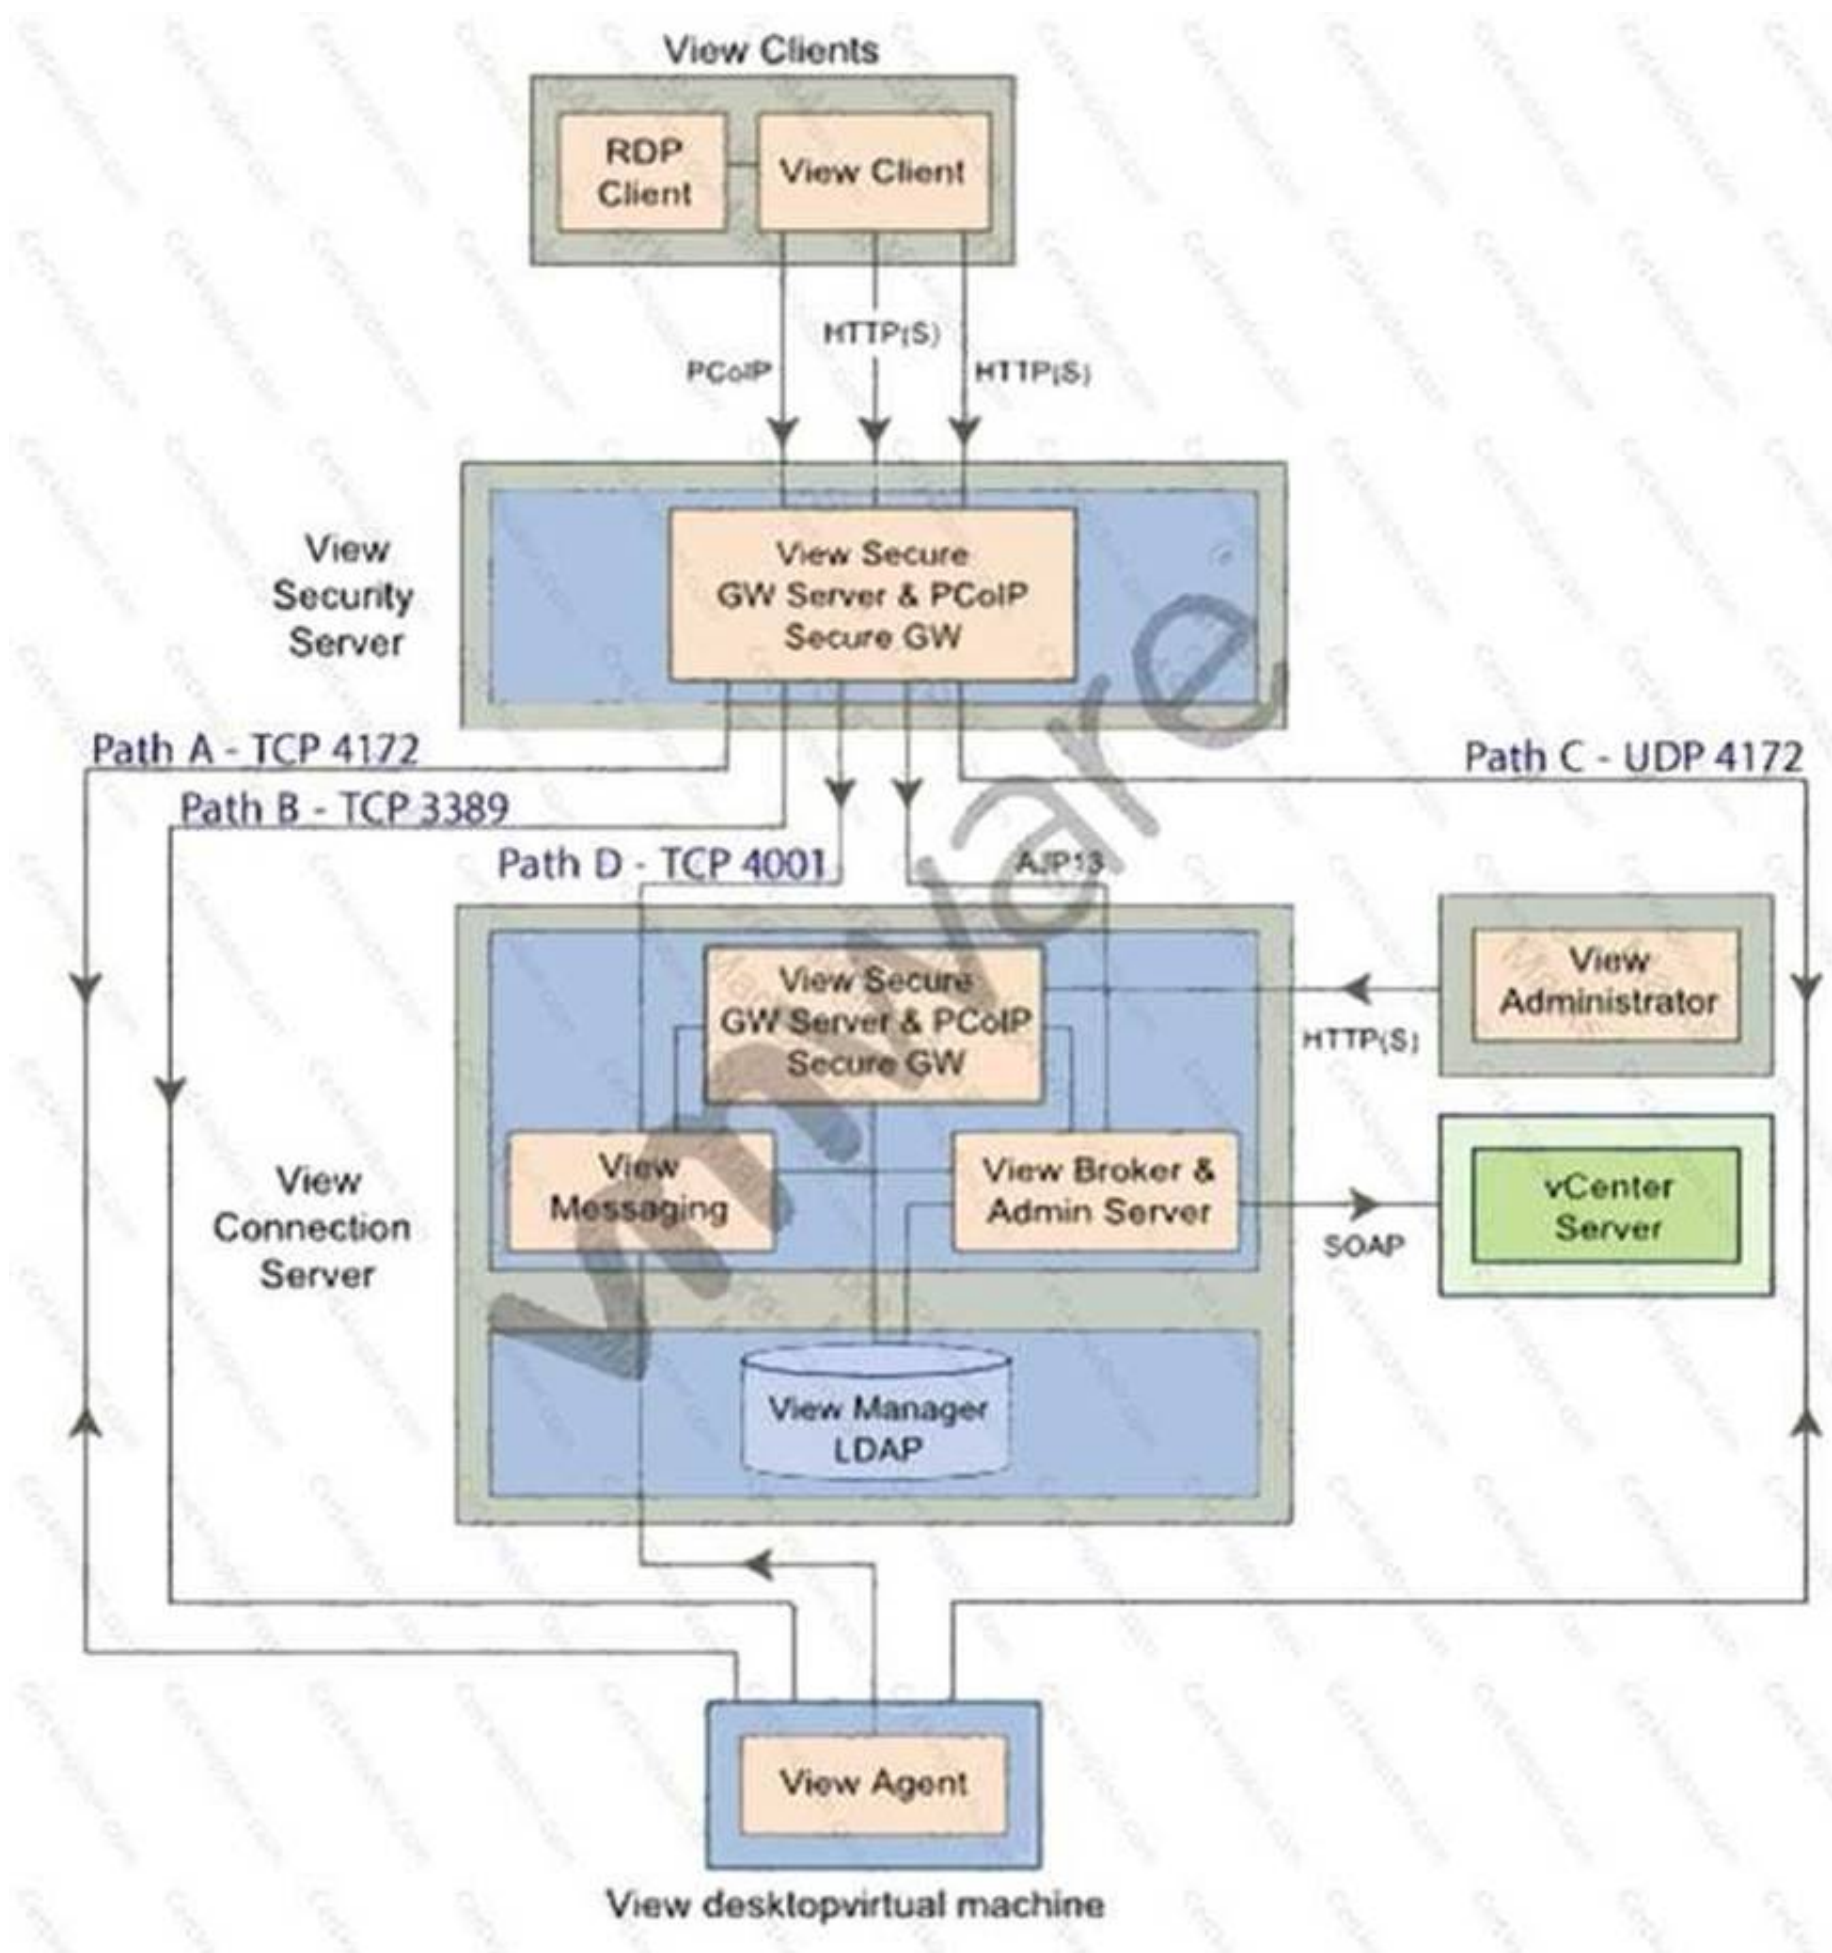 View Clients
RDP
Client
View Client
HTTP(S)
PCoIP
HTTP(S)
View
Security
Server
View Secure
GW Server & PCoIP
Secure GW
Path A - TCP 4172
Path C - UDP 4172
Path B - TCP 3389
Path D - TCP 4001
AJP13
View Secure
GW Server & PCoIP
Secure GW
View
Administrator
HTTP(S)
View
Connection
Server
View
Messaging
View Broker &
Admin Server
SOAP
vCenter
Server
View Manager
LDAP
View Agent
View desktopvirtual machine
vmware